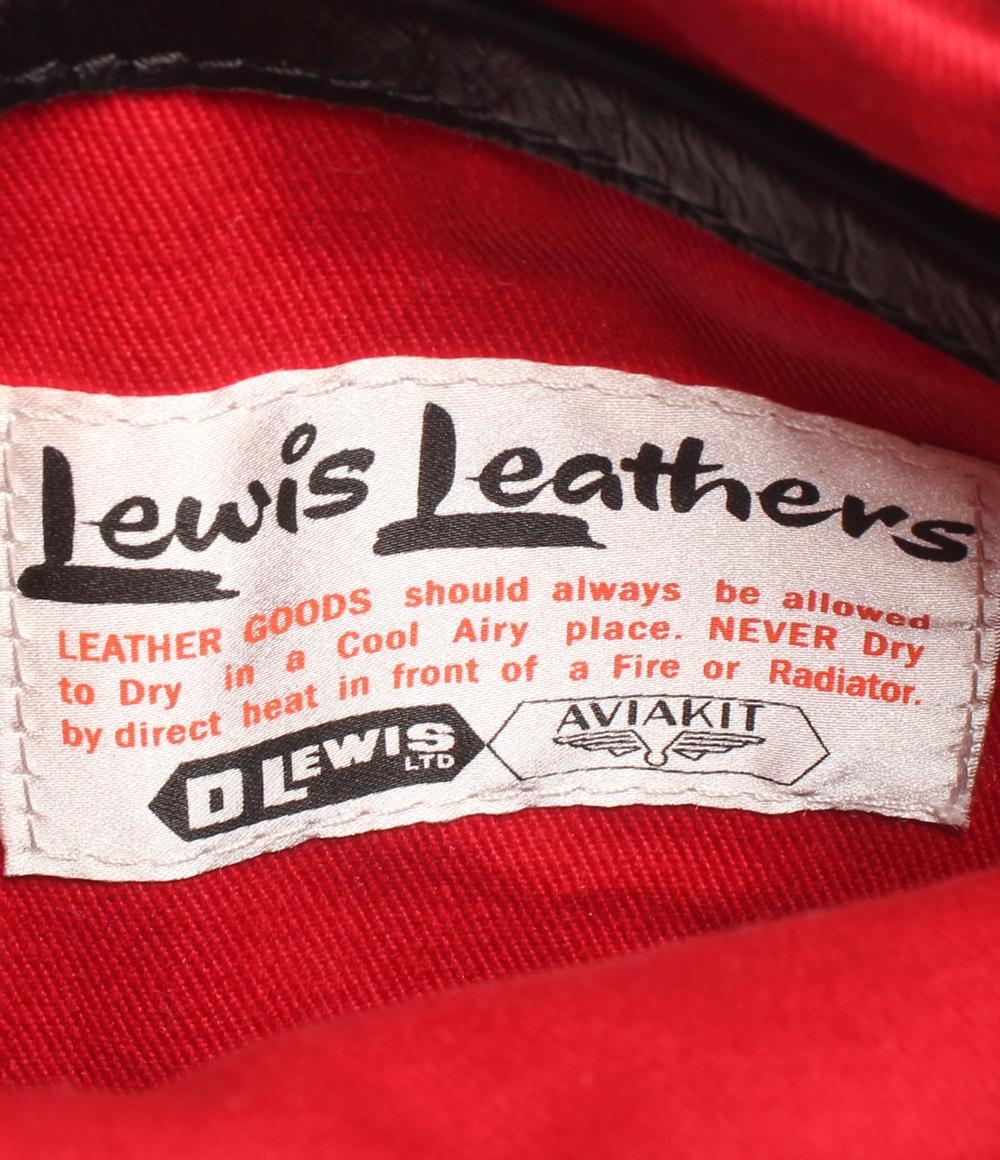 Lewis Leathers
LEATHER GOODS should always be allowed
to Dry in a Cool Airy place. NEVER Dry
by direct heat in front of a Fire or Radiator.
D LEWIS LTD
AVIAKIT